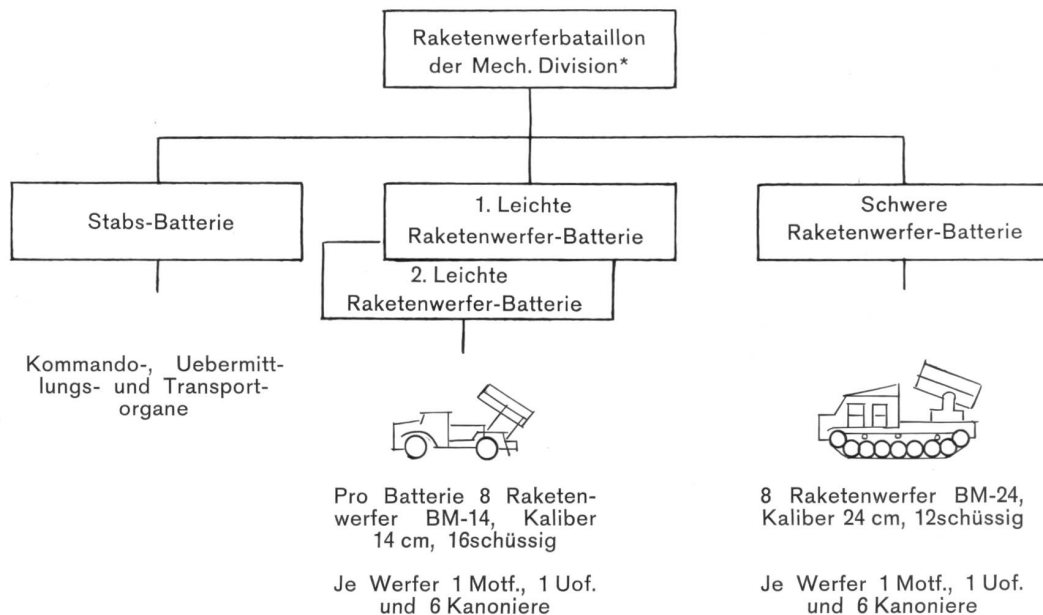 Raketenwerferbataillon
der Mech. Division*
Stabs-Batterie
1. Leichte
Raketenwerfer-Batterie
2. Leichte
Raketenwerfer-Batterie
Schwere
Raketenwerfer-Batterie
Kommando-, Uebermitt-
lungs- und Transport-
organe
Pro Batterie 8 Raketen-
werfer BM-14, Kaliber
14 cm, 16schüssig
Je Werfer 1 Motf., 1 Uof.
und 6 Kanoniere
8 Raketenwerfer BM-24,
Kaliber 24 cm, 12schüssig
Je Werfer 1 Motf., 1 Uof.
und 6 Kanoniere